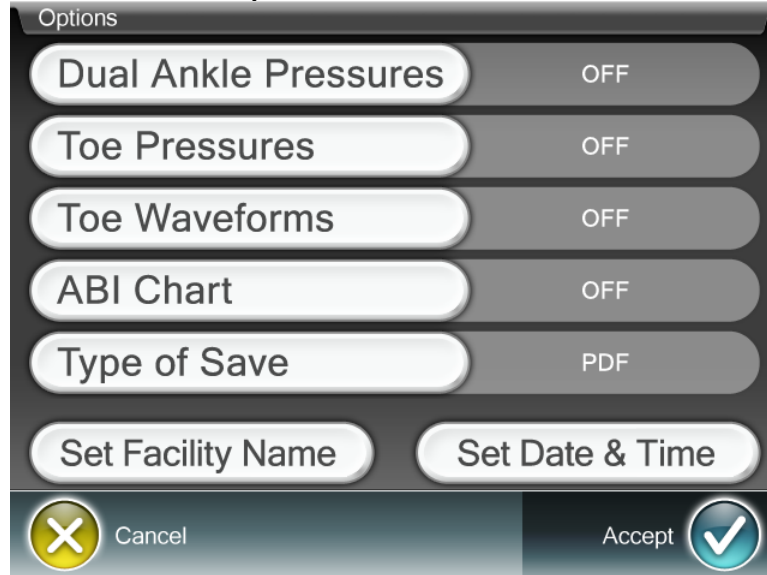 Options
Dual Ankle Pressures OFF
Toe Pressures OFF
Toe Waveforms OFF
ABI Chart OFF
Type of Save PDF
Set Facility Name Set Date & Time
Cancel Accept